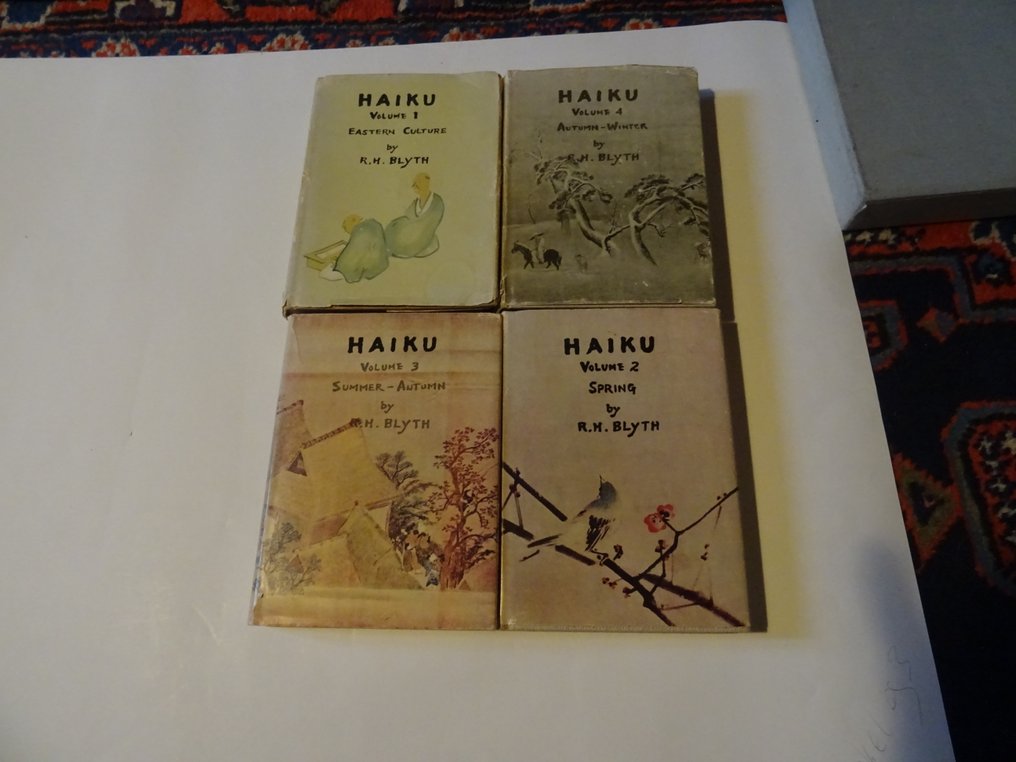 HAIKU
VOLUME 1
EASTERN CULTURE
by
R.H. BLYTH
HAIKU
VOLUME 4
AUTUMN-WINTER
by
R.H. BLYTH
HAIKU
VOLUME 3
SUMMER-AUTUMN
by
R.H. BLYTH
HAIKU
VOLUME 2
SPRING
by
R.H. BLYTH